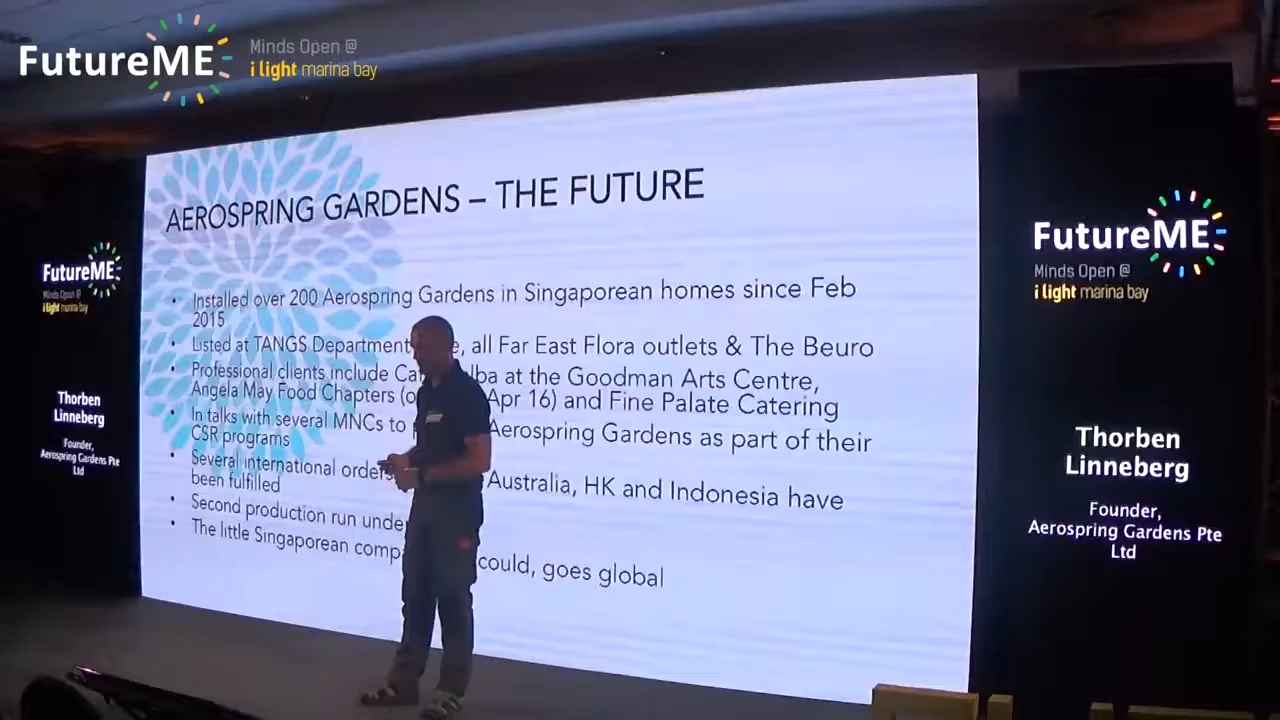 FutureME
Minds Open @
i light marina bay
AEROSPRING GARDENS – THE FUTURE
• Installed over 200 Aerospring Gardens in Singaporean homes since Feb
2015
• Listed at TANGS Department e, all Far East Flora outlets & The Beuro
• Professional clients include Ca lba at the Goodman Arts Centre,
Angela May Food Chapters (o Apr 16) and Fine Palate Catering
• In talks with several MNCs to Aerospring Gardens as part of their
CSR programs
• Several international orders Australia, HK and Indonesia have
been fulfilled
• Second production run unde
• The little Singaporean comp could, goes global
FutureME
Minds Open @
i light marina bay
Thorben
Linneberg
Founder,
Aerospring Gardens Pte
Ltd
FutureME
Minds Open @
i light marina bay
Thorben
Linneberg
Founder,
Aerospring Gardens Pte
Ltd